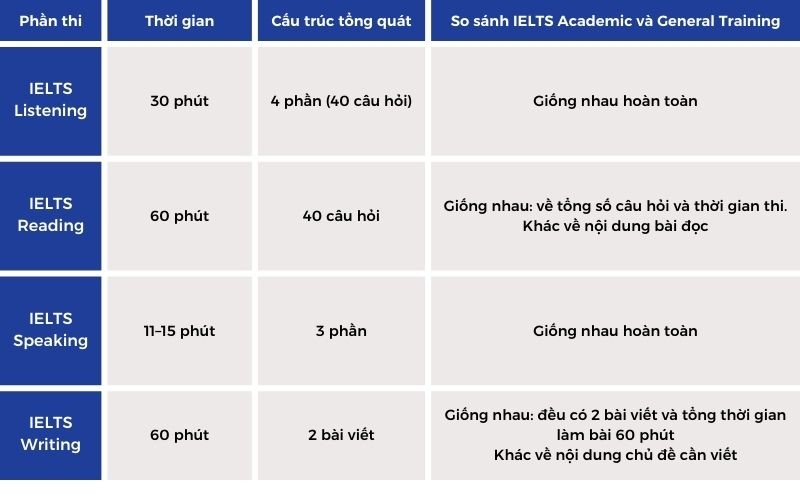 Phần thi
Thời gian
Cấu trúc tổng quát
So sánh IELTS Academic và General Training
IELTS
Listening
30 phút
4 phần (40 câu hỏi)
Giống nhau hoàn toàn
IELTS
Reading
60 phút
40 câu hỏi
Giống nhau: về tổng số câu hỏi và thời gian thi.
Khác về nội dung bài đọc
IELTS
Speaking
11–15 phút
3 phần
Giống nhau hoàn toàn
IELTS
Writing
60 phút
2 bài viết
Giống nhau: đều có 2 bài viết và tổng thời gian
làm bài 60 phút
Khác về nội dung chủ đề cần viết